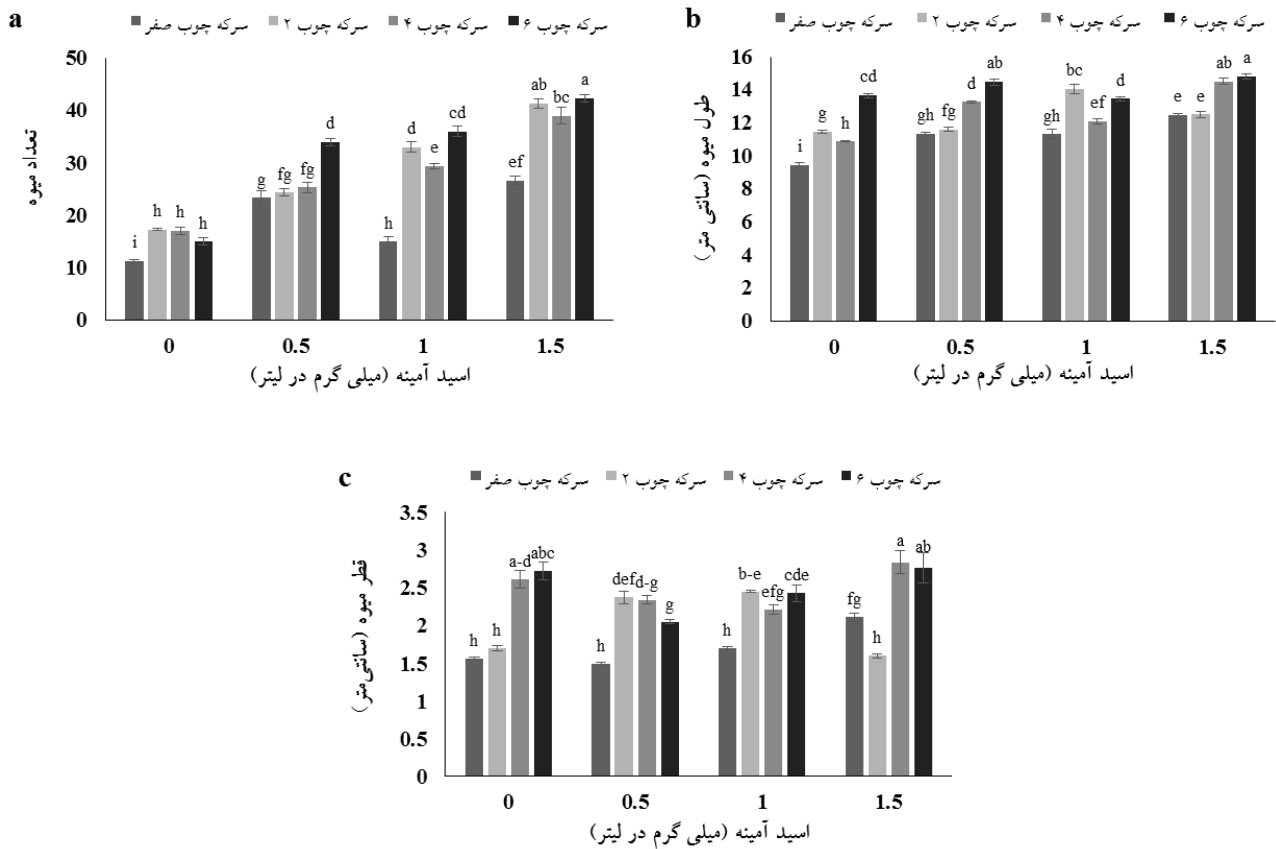 a
سرکه چوب صفر سرکه چوب ۲ سرکه چوب ۴ سرکه چوب ۶
تعداد میوه
50
40
30
20
10
0
i h h h
g fg fg d
h d e cd
ef ab bc a
0 0.5 1 1.5
اسید آمینه (میلی گرم در لیتر)
b
سرکه چوب صفر سرکه چوب ۲ سرکه چوب ۴ سرکه چوب ۶
طول میوه (سانتی متر)
16
14
12
10
8
6
4
2
0
i g h cd
gh fg d ab
gh bc ef d
e e ab a
0 0.5 1 1.5
اسید آمینه (میلی گرم در لیتر)
c
سرکه چوب صفر سرکه چوب ۲ سرکه چوب ۴ سرکه چوب ۶
قطر میوه (سانتی‌متر)
3.5
3
2.5
2
1.5
1
0.5
0
h h a-d abc
h def d-g g
h b-e efg cde
fg h a ab
0 0.5 1 1.5
اسید آمینه (میلی گرم در لیتر)